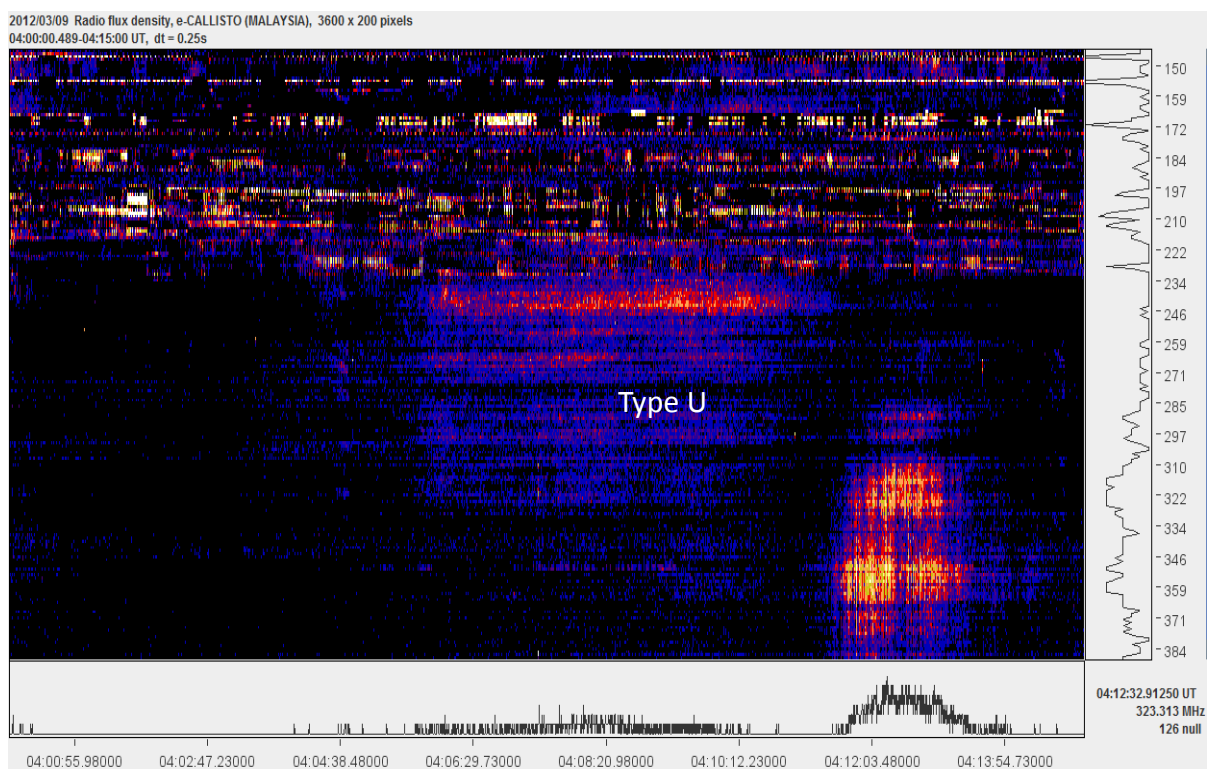 2012/03/09 Radio flux density, e-CALLISTO (MALAYSIA), 3600 x 200 pixels
04:00:00.489-04:15:00 UT, dt = 0.25s
150
159
172
184
197
210
222
234
246
259
271
Type U
285
297
310
322
334
346
359
371
384
04:12:32.91250 UT
323.313 MHz
126 null
04:00:55.98000 04:02:47.23000 04:04:38.48000 04:06:29.73000 04:08:20.98000 04:10:12.23000 04:12:03.48000 04:13:54.73000